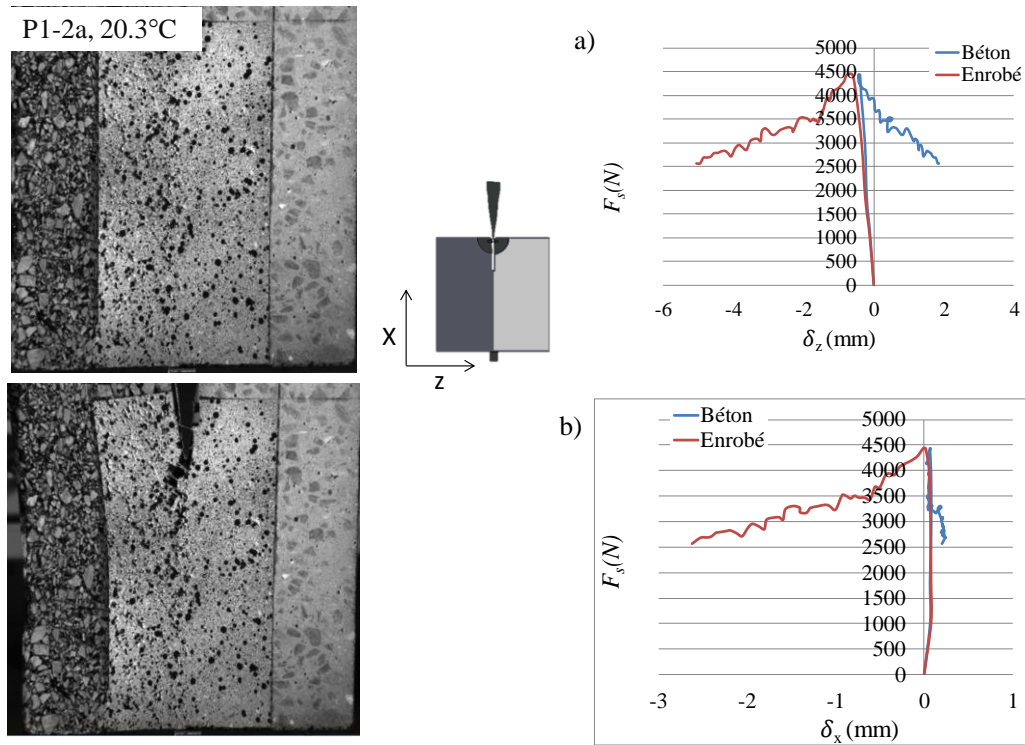 P1-2a, 20.3°C
X
z
a)
Béton
Enrobé
5000
4500
4000
3500
3000
2500
2000
1500
1000
500
0
-6 -4 -2 0 2 4
F_s(N)
δ_z (mm)
b)
Béton
Enrobé
5000
4500
4000
3500
3000
2500
2000
1500
1000
500
0
-3 -2 -1 0 1
F_s(N)
δ_x (mm)